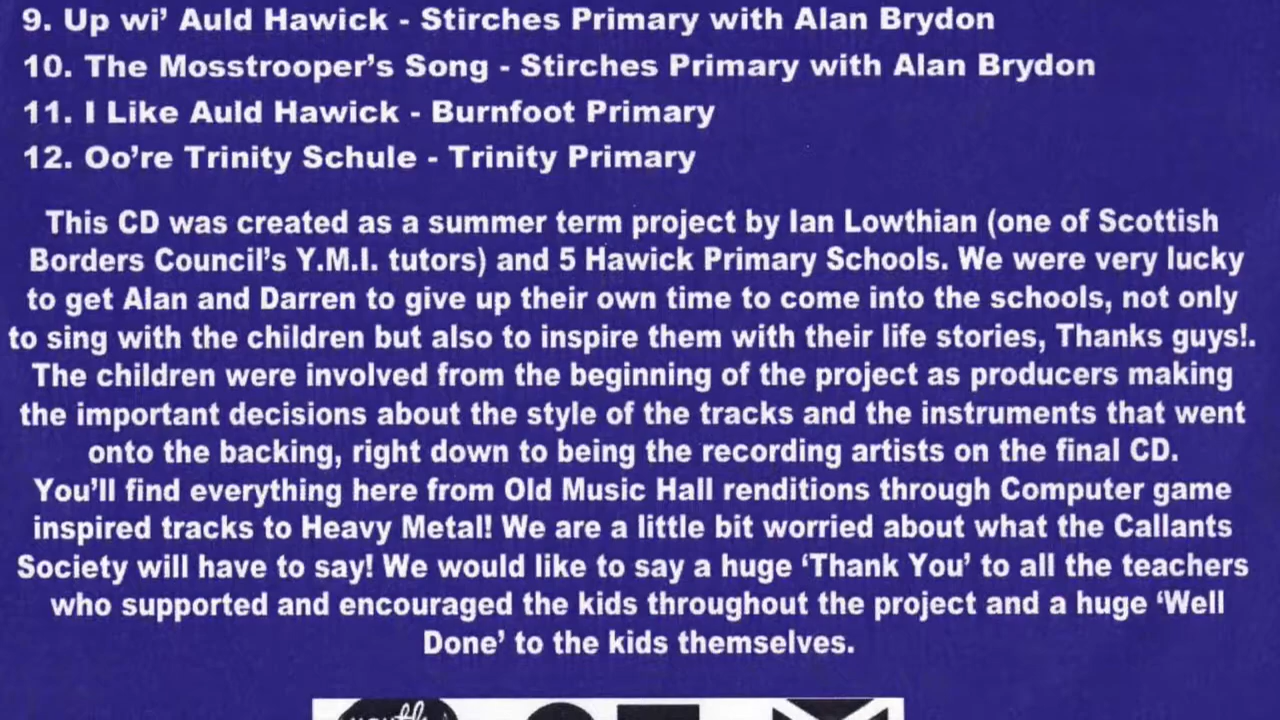 9. Up wi’ Auld Hawick - Stirches Primary with Alan Brydon
10. The Mosstrooper’s Song - Stirches Primary with Alan Brydon
11. I Like Auld Hawick - Burnfoot Primary
12. Oo’re Trinity Schule - Trinity Primary
This CD was created as a summer term project by Ian Lowthian (one of Scottish
Borders Council’s Y.M.I. tutors) and 5 Hawick Primary Schools. We were very lucky
to get Alan and Darren to give up their own time to come into the schools, not only
to sing with the children but also to inspire them with their life stories, Thanks guys!.
The children were involved from the beginning of the project as producers making
the important decisions about the style of the tracks and the instruments that went
onto the backing, right down to being the recording artists on the final CD.
You’ll find everything here from Old Music Hall renditions through Computer game
inspired tracks to Heavy Metal! We are a little bit worried about what the Callants
Society will have to say! We would like to say a huge ‘Thank You’ to all the teachers
who supported and encouraged the kids throughout the project and a huge ‘Well
Done’ to the kids themselves.